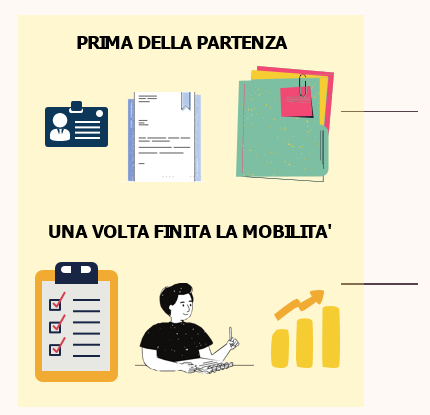 PRIMA DELLA PARTENZA
UNA VOLTA FINITA LA MOBILITA'